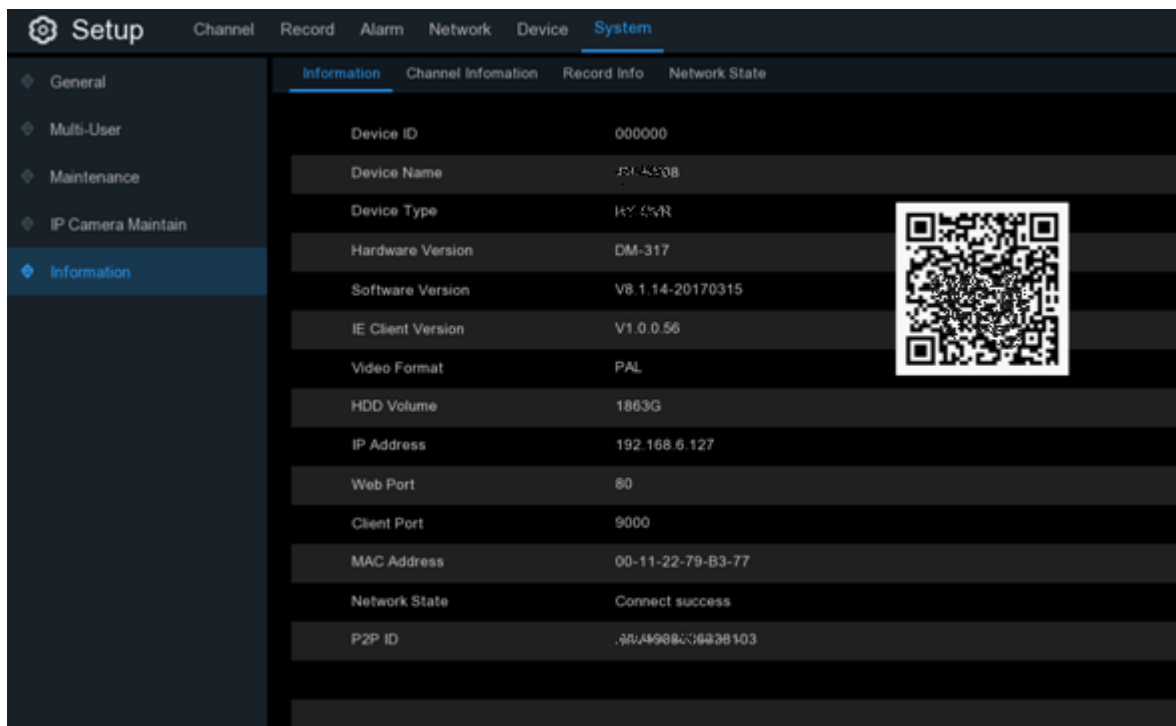 Setup Channel Record Alarm Network Device System
General
Multi-User
Maintenance
IP Camera Maintain
Information
Information Channel Infomation Record Info Network State
Device ID 000000
Device Name
Device Type
Hardware Version DM-317
Software Version V8.1.14-20170315
IE Client Version V1.0.0.56
Video Format PAL
HDD Volume 1863G
IP Address 192.168.6.127
Web Port 80
Client Port 9000
MAC Address 00-11-22-79-B3-77
Network State Connect success
P2P ID